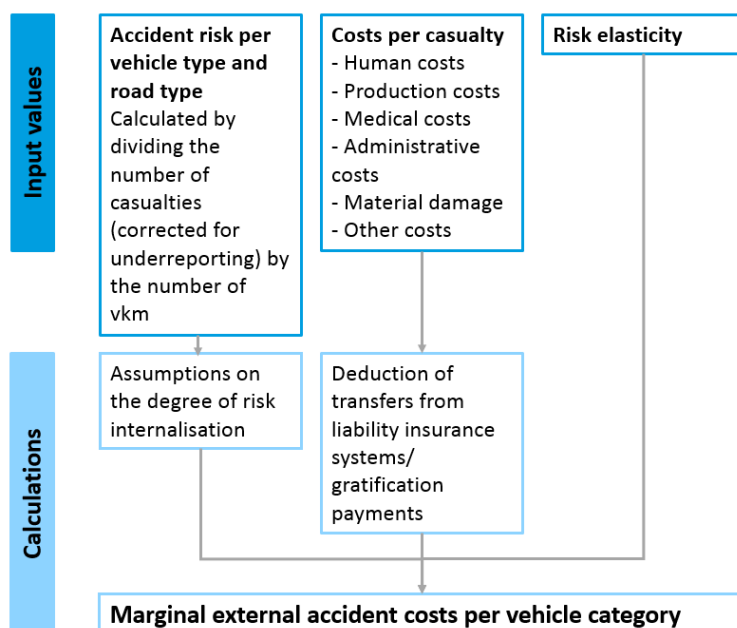 Input values
Accident risk per
vehicle type and
road type
Calculated by
dividing the
number of
casualties
(corrected for
underreporting) by
the number of
vkm
Costs per casualty
- Human costs
- Production costs
- Medical costs
- Administrative
costs
- Material damage
- Other costs
Risk elasticity
Calculations
Assumptions on
the degree of risk
internalisation
Deduction of
transfers from
liability insurance
systems/
gratification
payments
Marginal external accident costs per vehicle category